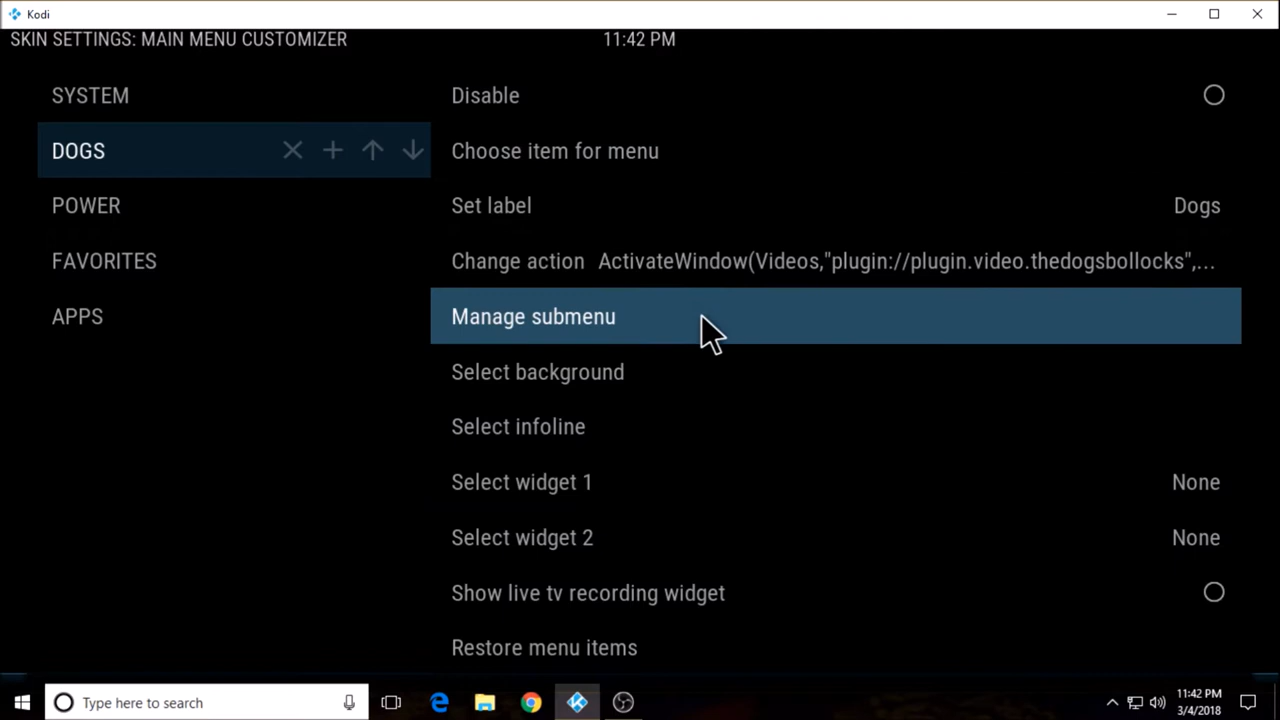 Kodi
SKIN SETTINGS: MAIN MENU CUSTOMIZER 11:42 PM
SYSTEM
DOGS
POWER
FAVORITES
APPS
Disable
Choose item for menu
Set label Dogs
Change action ActivateWindow(Videos,"plugin://plugin.video.thedogsbollocks",...
Manage submenu
Select background
Select infoline
Select widget 1 None
Select widget 2 None
Show live tv recording widget
Restore menu items
Type here to search
11:42 PM
3/4/2018